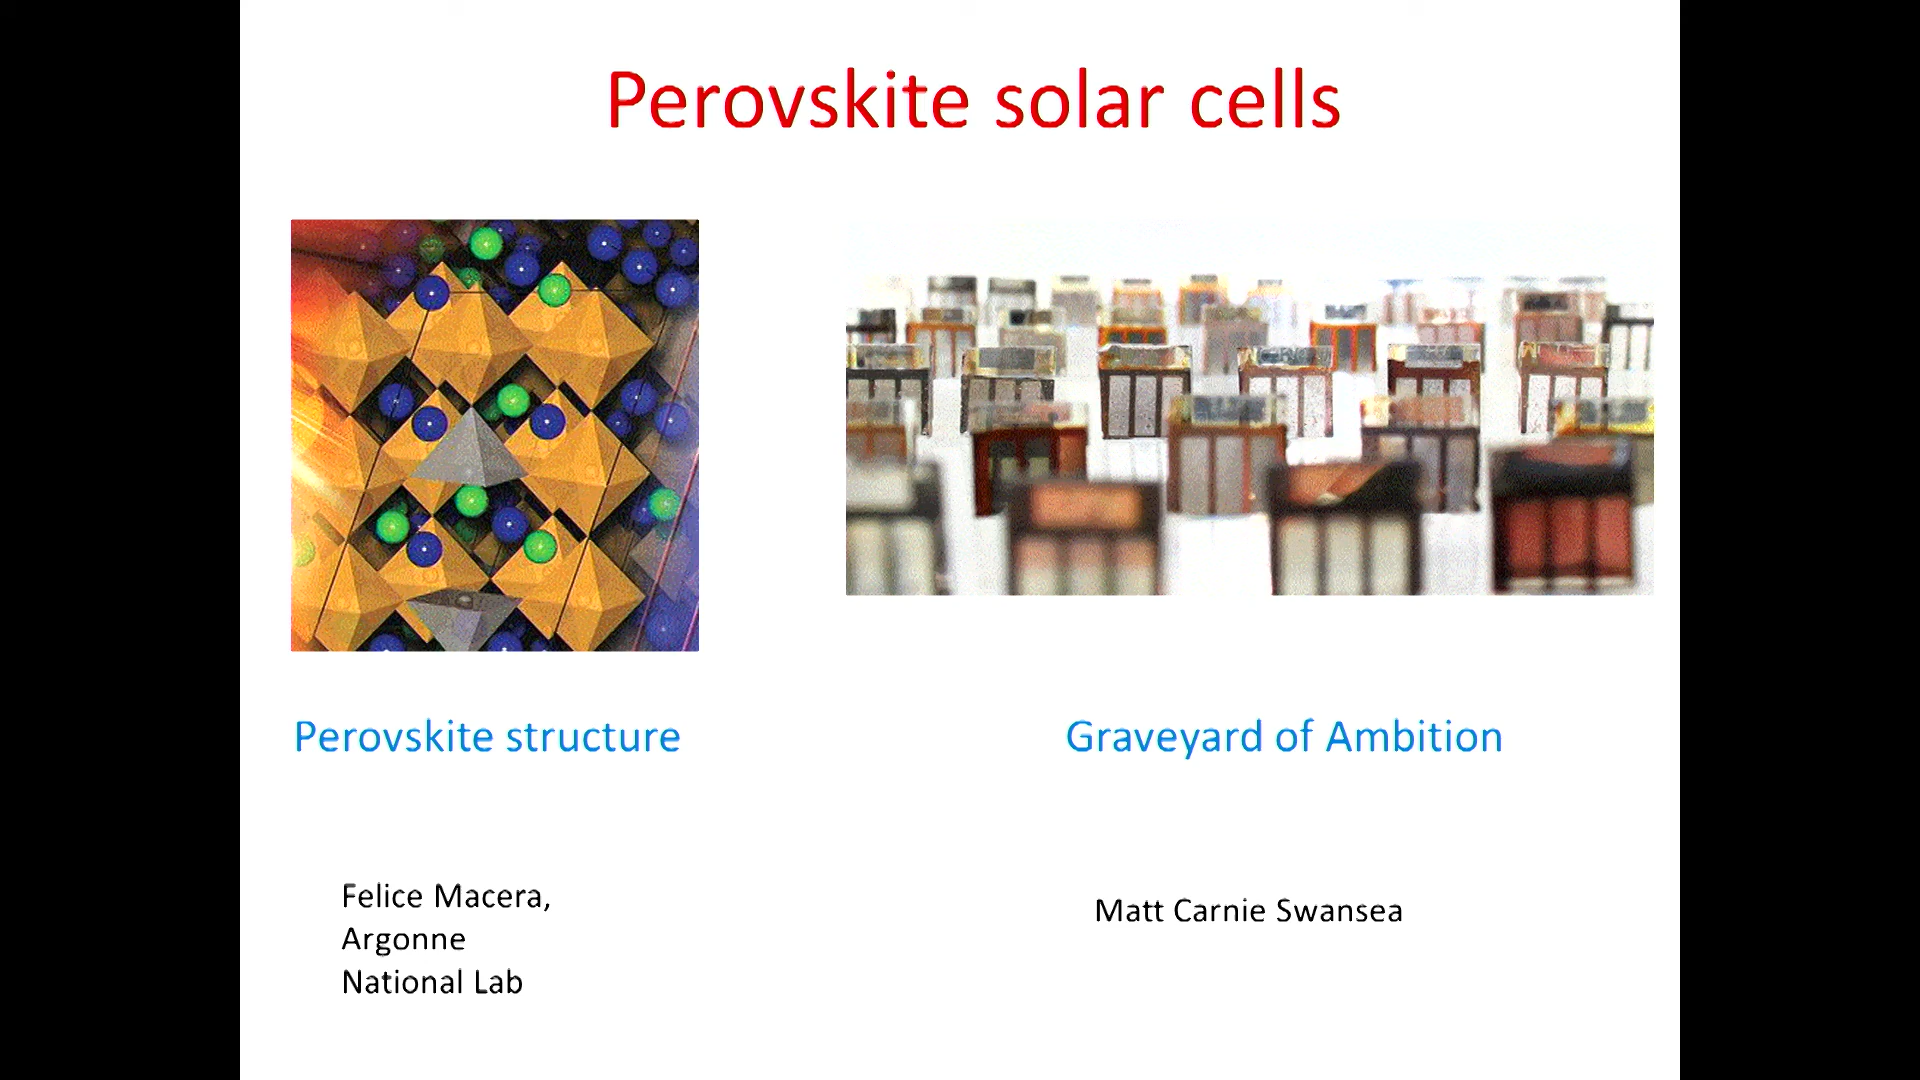 Perovskite solar cells
Perovskite structure
Graveyard of Ambition
Felice Macera,
Argonne
National Lab
Matt Carnie Swansea